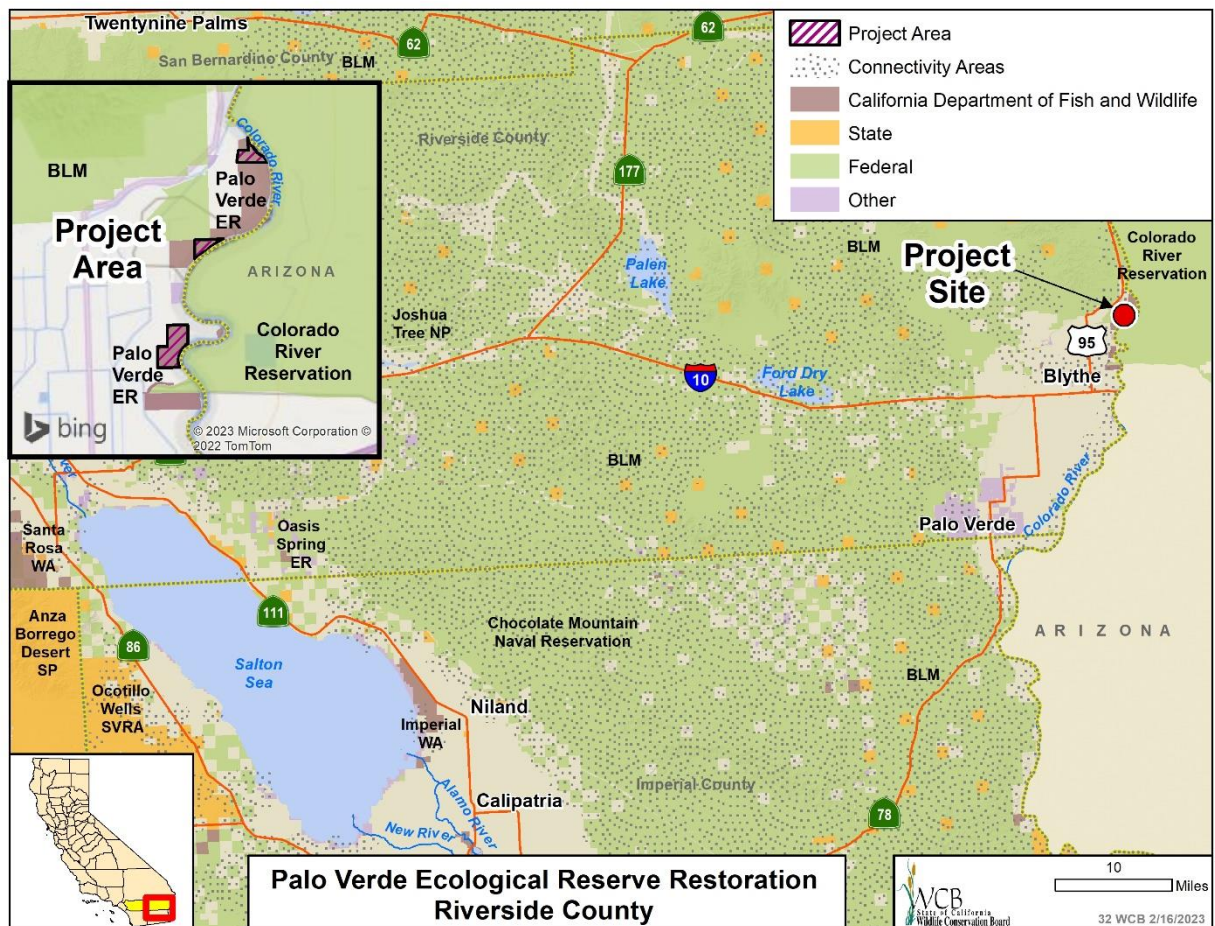 Twentynine Palms
62
62
San Bernardino County
BLM
Project Area
Connectivity Areas
California Department of Fish and Wildlife
State
Federal
Other
Colorado River
BLM
Palo
Verde
ER
Project
Area
ARIZONA
Colorado
River
Reservation
Palo
Verde
ER
bing
© 2023 Microsoft Corporation ©
2022 TomTom
Riverside County
177
Palen
Lake
Joshua
Tree NP
BLM
Project
Site
Colorado
River
Reservation
95
Blythe
10
Ford Dry
Lake
BLM
Palo Verde
Colorado River
Santa
Rosa
WA
Oasis
Spring
ER
111
Anza
Borrego
Desert
SP
86
Salton
Sea
Ocotillo
Wells
SVRA
Chocolate Mountain
Naval Reservation
ARIZONA
BLM
Niland
Imperial
WA
Imperial County
Calipatria
Alamo River
New River
78
Palo Verde Ecological Reserve Restoration
Riverside County
WCB
State of California
Wildlife Conservation Board
10
Miles
32 WCB 2/16/2023